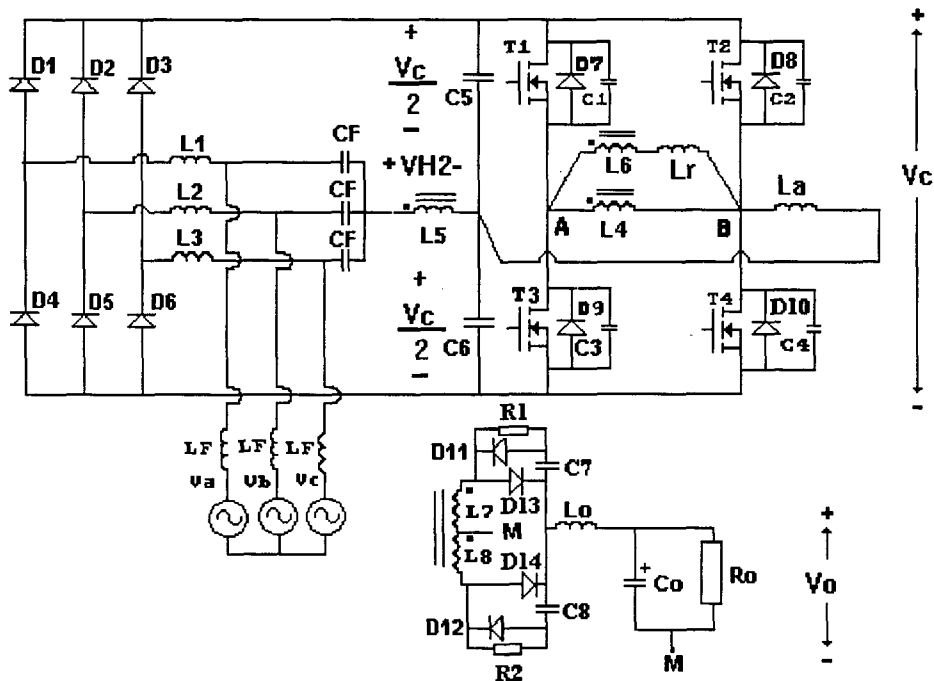 D1
D2
D3
+
Vc
2
-
C5
T1
D7
C1
T2
D8
C2
+
L1
CF
L2
CF
L3
CF
+VH2-
L5
L6
Lr
A
L4
B
La
Vc
D4
D5
D6
+
Vc
2
-
C6
T3
D9
C3
T4
D10
C4
-
LF
LF
LF
Va
Vb
Vc
R1
D11
C7
D13
L7
M
L8
D14
C8
D12
R2
Lo
+
Co
Ro
M
+
Vo
-